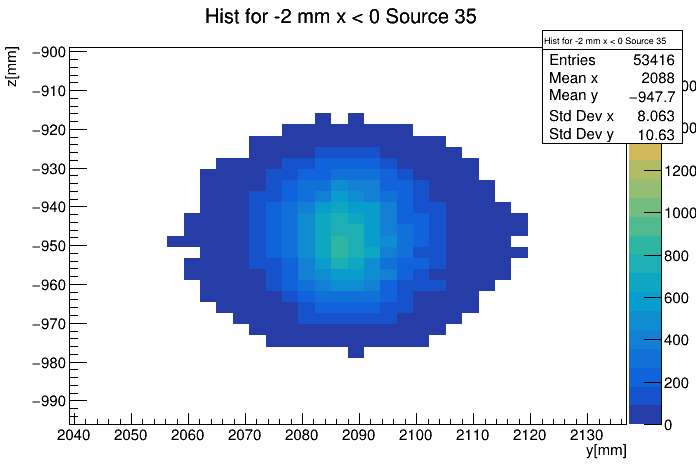 Hist for -2 mm x < 0 Source 35
Hist for -2 mm x < 0 Source 35
Entries 53416
Mean x 2088
Mean y −947.7
Std Dev x 8.063
Std Dev y 10.63
z[mm]
−900
−910
−920
−930
−940
−950
−960
−970
−980
−990
1200
1000
800
600
400
200
0
2040 2050 2060 2070 2080 2090 2100 2110 2120 2130
y[mm]